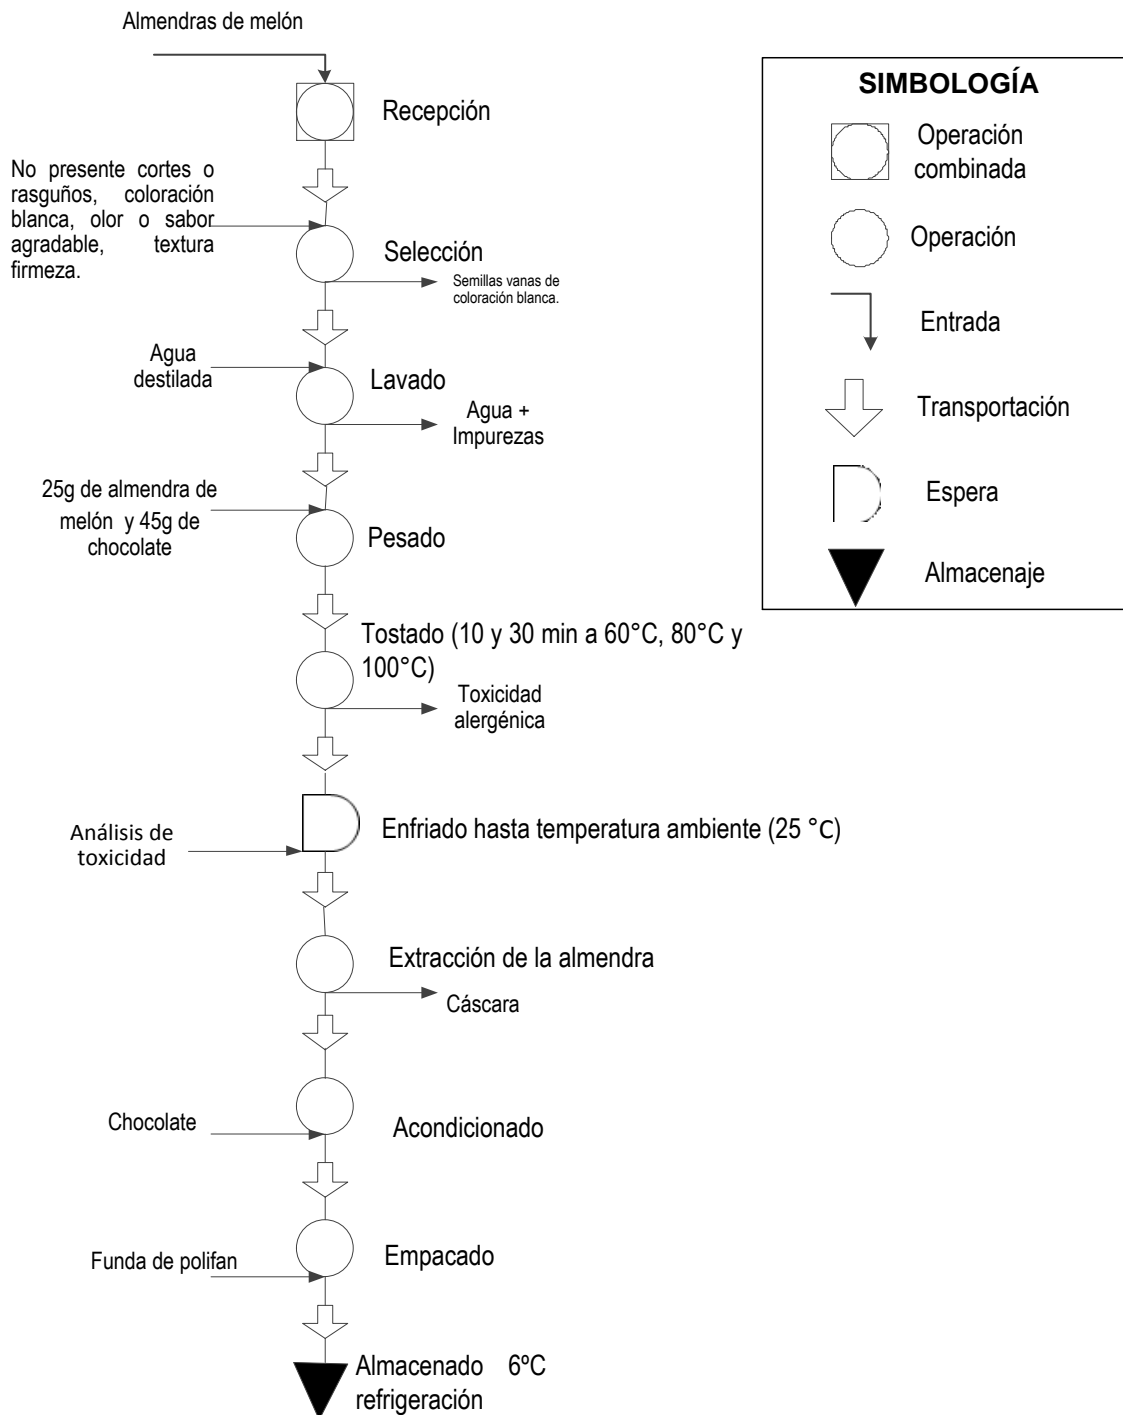 Almendras de melón
Recepción
No presente cortes o
rasguños, coloración
blanca, olor o sabor
agradable, textura
firmeza.
Selección
Semillas vanas de
coloración blanca.
Agua
destilada
Lavado
Agua +
Impurezas
25g de almendra de
melón y 45g de
chocolate
Pesado
Tostado (10 y 30 min a 60°C, 80°C y
100°C)
Toxicidad
alergénica
Análisis de
toxicidad
Enfriado hasta temperatura ambiente (25 °C)
Extracción de la almendra
Cáscara
Chocolate
Acondicionado
Funda de polifan
Empacado
Almacenado 6ºC
refrigeración
SIMBOLOGÍA
Operación
combinada
Operación
Entrada
Transportación
Espera
Almacenaje